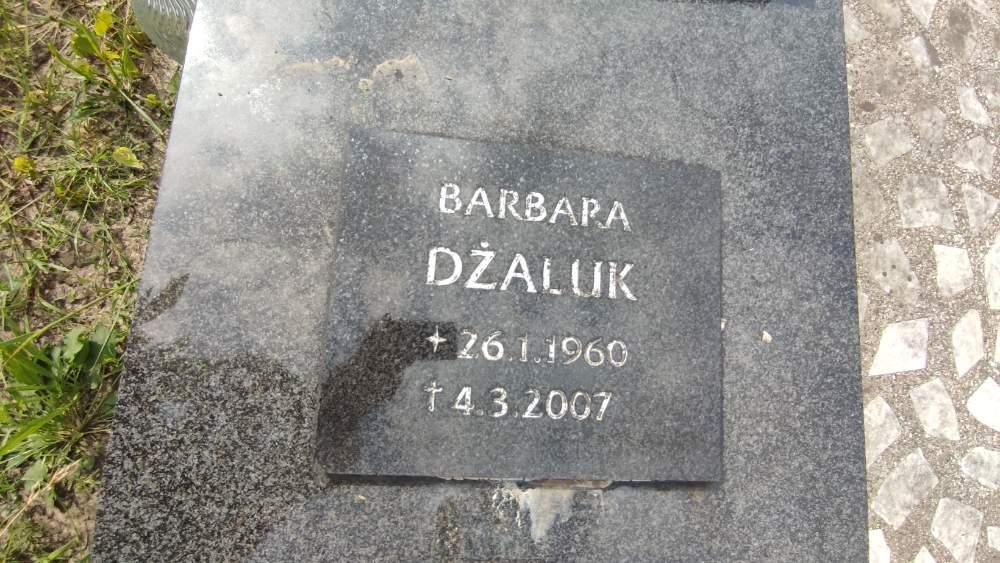 BARBARA
DŻALUK
+ 26.1.1960
† 4.3.2007